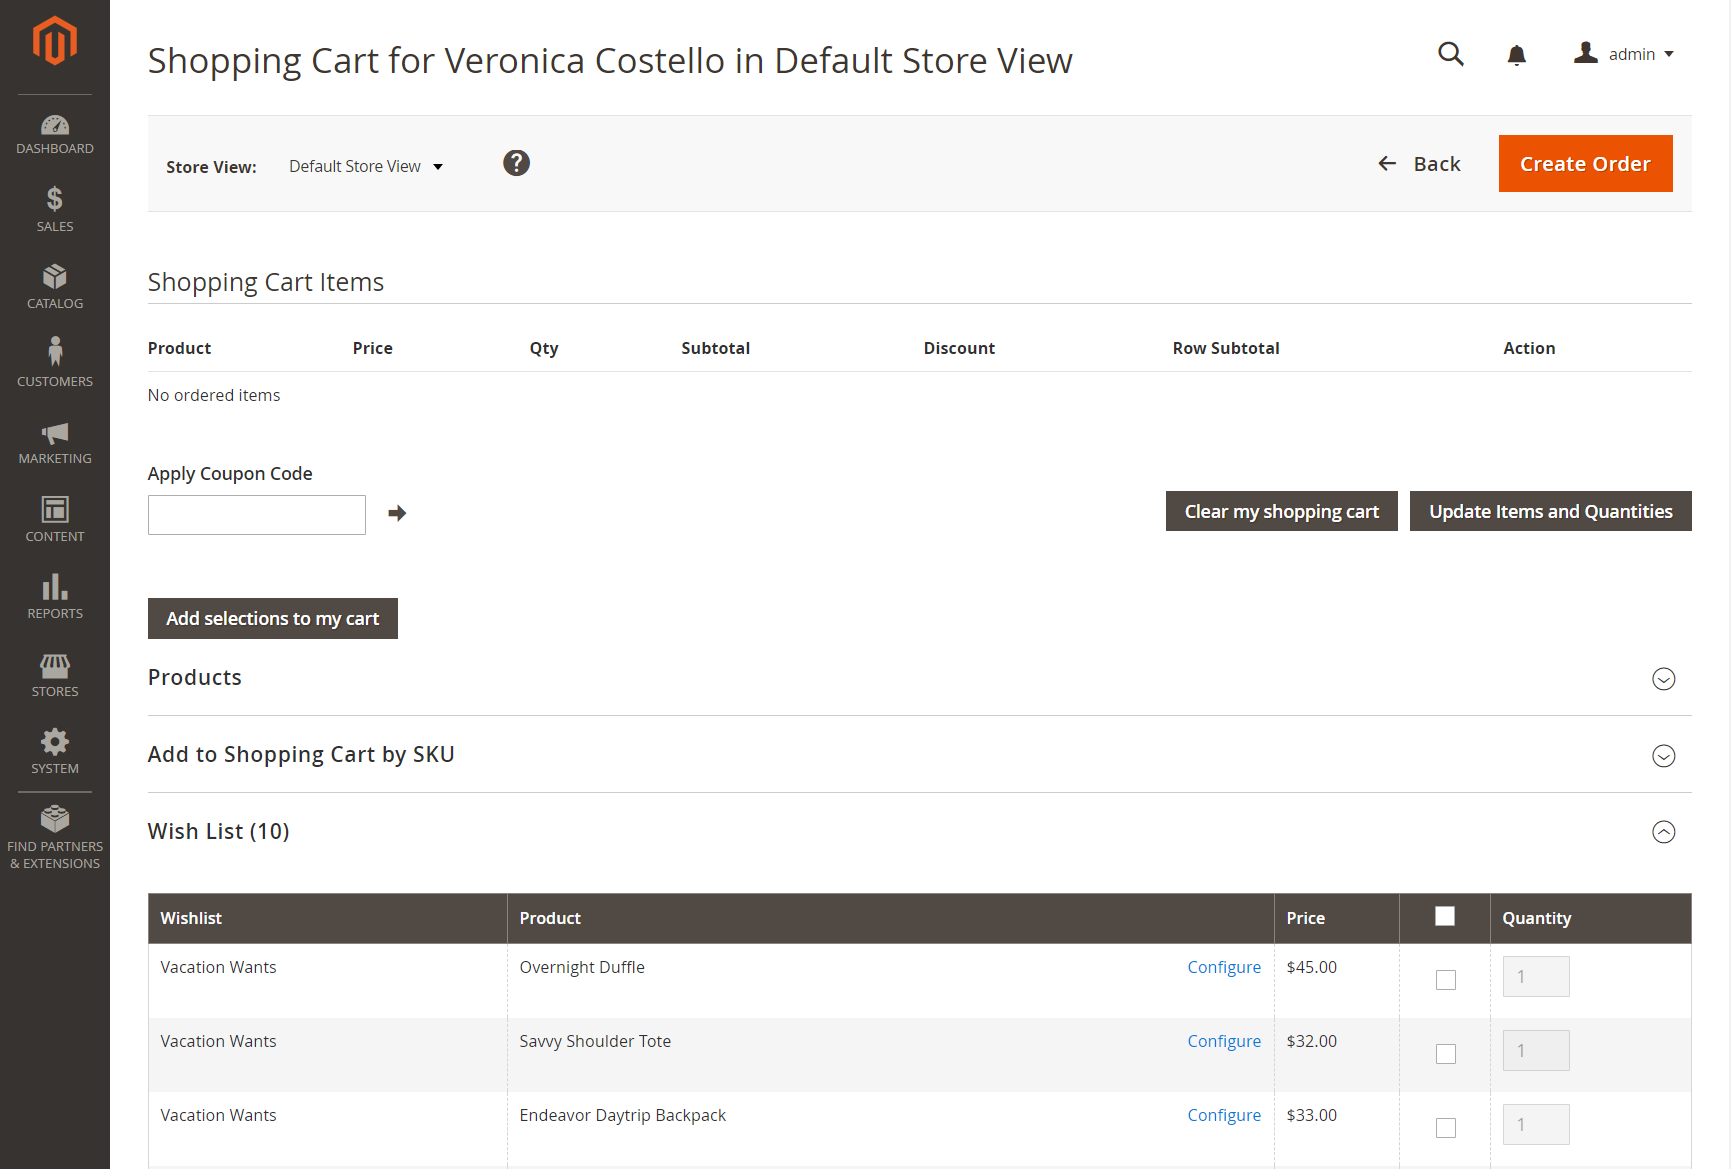 Shopping Cart for Veronica Costello in Default Store View
admin
DASHBOARD
SALES
CATALOG
CUSTOMERS
MARKETING
CONTENT
REPORTS
STORES
SYSTEM
FIND PARTNERS
& EXTENSIONS
Store View: Default Store View ?
Back Create Order
Shopping Cart Items
Product Price Qty Subtotal Discount Row Subtotal Action
No ordered items
Apply Coupon Code
Clear my shopping cart Update Items and Quantities
Add selections to my cart
Products
Add to Shopping Cart by SKU
Wish List (10)
Wishlist Product Price Quantity
Vacation Wants Overnight Duffle Configure $45.00 1
Vacation Wants Savvy Shoulder Tote Configure $32.00 1
Vacation Wants Endeavor Daytrip Backpack Configure $33.00 1